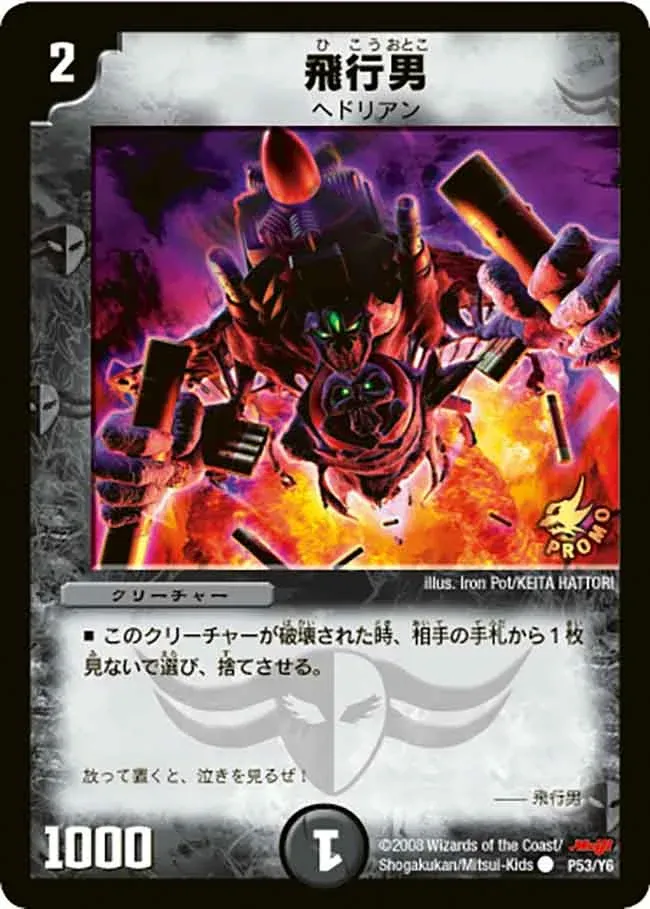 2
ひこうおとこ
飛行男
ヘドリアン
PROMO
illus. Iron Pot/KEITA HATTORI
クリーチャー
■ このクリーチャーが破壊された時、相手の手札から1枚
見ないで選び、捨てさせる。
放って置くと、泣きを見るぜ！
—— 飛行男
1000
1
©2008 Wizards of the Coast/
Shogakukan/Mitsui-Kids
Meiji
P53/Y6